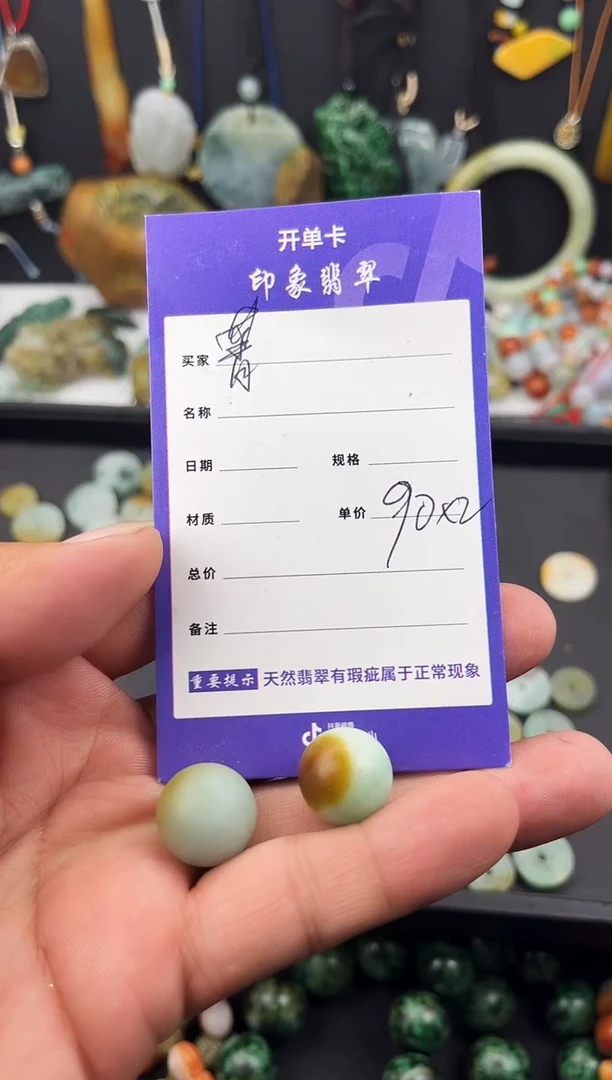 开单卡
印象翡翠
买家
名称
日期 规格
材质 单价 90x2
总价
备注
重要提示 天然翡翠有瑕疵属于正常现象